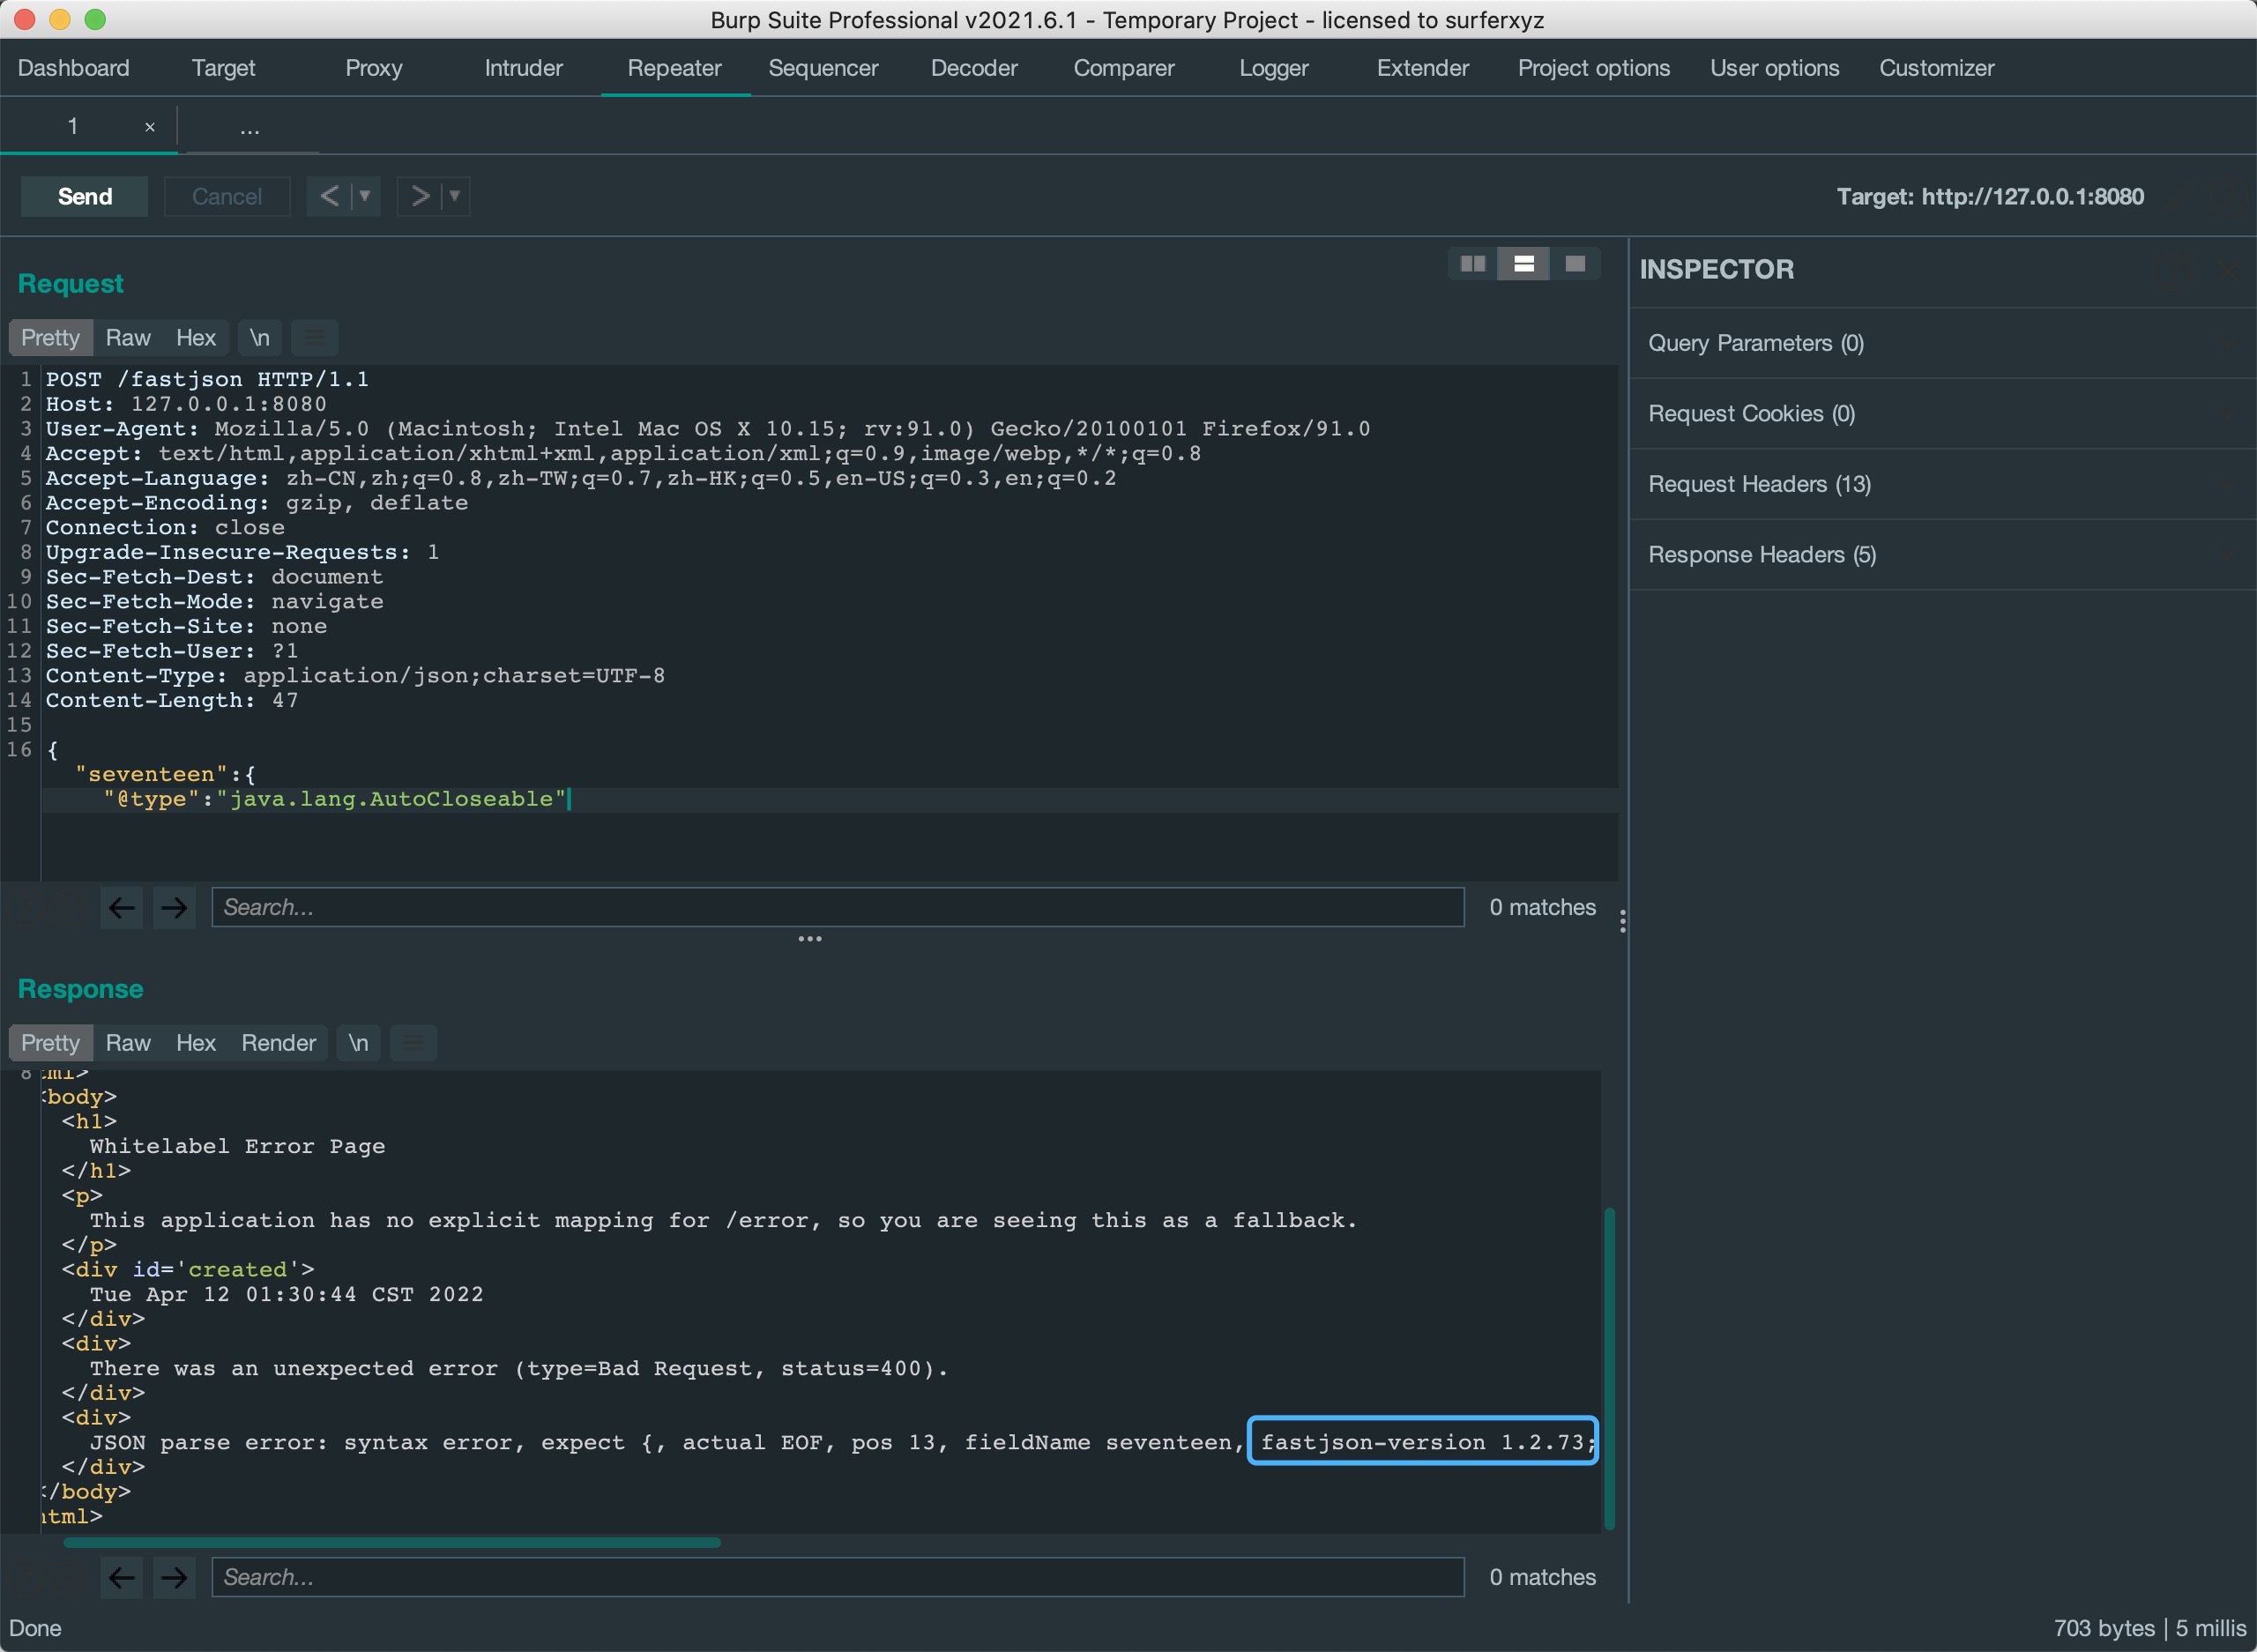 Burp Suite Professional v2021.6.1 - Temporary Project - licensed to surferxyz
Dashboard Target Proxy Intruder Repeater Sequencer Decoder Comparer Logger Extender Project options User options Customizer
1 × ...
Send Cancel < > Target: http://127.0.0.1:8080
Request
Pretty Raw Hex \n
1 POST /fastjson HTTP/1.1
2 Host: 127.0.0.1:8080
3 User-Agent: Mozilla/5.0 (Macintosh; Intel Mac OS X 10.15; rv:91.0) Gecko/20100101 Firefox/91.0
4 Accept: text/html,application/xhtml+xml,application/xml;q=0.9,image/webp,*/*;q=0.8
5 Accept-Language: zh-CN,zh;q=0.8,zh-TW;q=0.7,zh-HK;q=0.5,en-US;q=0.3,en;q=0.2
6 Accept-Encoding: gzip, deflate
7 Connection: close
8 Upgrade-Insecure-Requests: 1
9 Sec-Fetch-Dest: document
10 Sec-Fetch-Mode: navigate
11 Sec-Fetch-Site: none
12 Sec-Fetch-User: ?1
13 Content-Type: application/json;charset=UTF-8
14 Content-Length: 47
15
16 {
"seventeen":{
"@type":"java.lang.AutoCloseable"
Search... 0 matches
Response
Pretty Raw Hex Render \n
8 ml>
<body>
<h1>
Whitelabel Error Page
</h1>
<p>
This application has no explicit mapping for /error, so you are seeing this as a fallback.
</p>
<div id='created'>
Tue Apr 12 01:30:44 CST 2022
</div>
<div>
There was an unexpected error (type=Bad Request, status=400).
</div>
<div>
JSON parse error: syntax error, expect {, actual EOF, pos 13, fieldName seventeen, fastjson-version 1.2.73;
</div>
</body>
html>
Search... 0 matches
INSPECTOR
Query Parameters (0)
Request Cookies (0)
Request Headers (13)
Response Headers (5)
Done 703 bytes | 5 millis